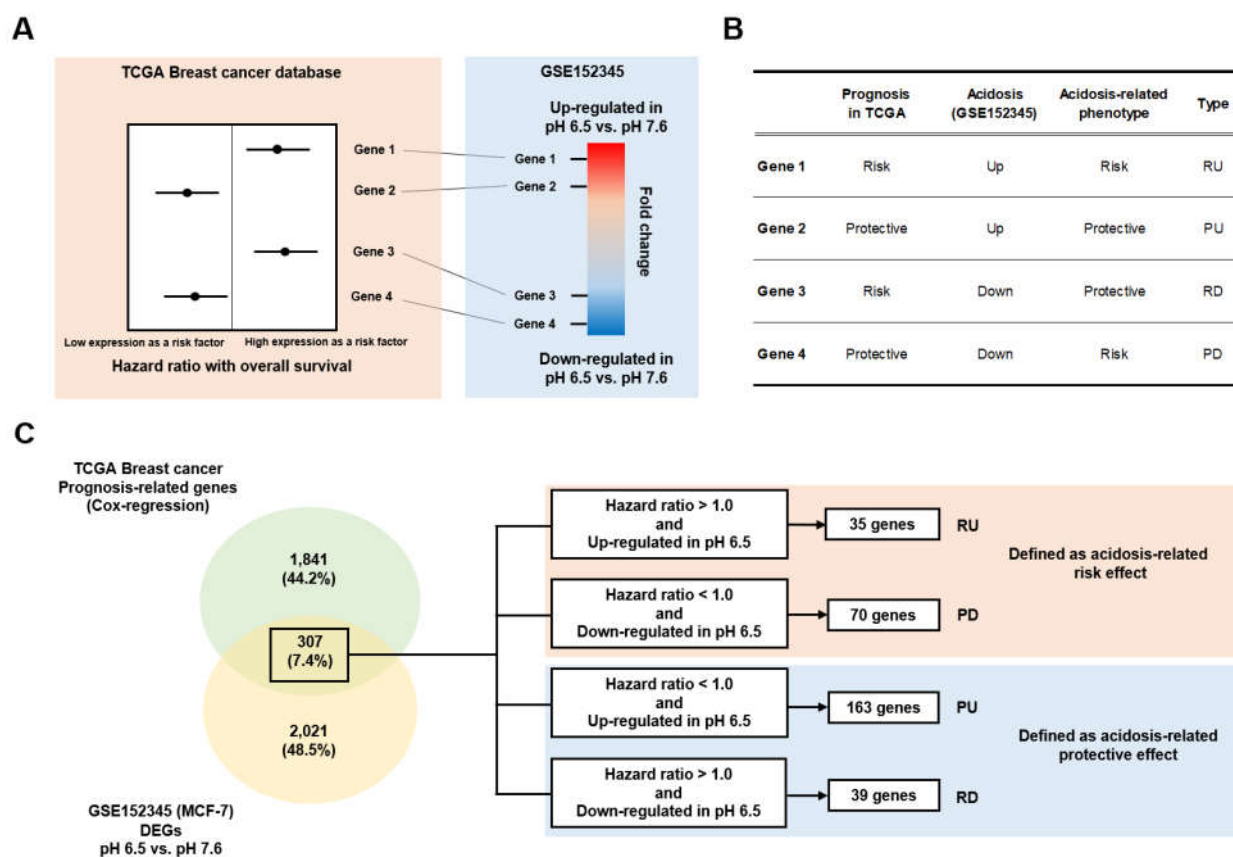 A
TCGA Breast cancer database
Gene 1
Gene 2
Gene 3
Gene 4
Low expression as a risk factor
High expression as a risk factor
Hazard ratio with overall survival
GSE152345
Up-regulated in
pH 6.5 vs. pH 7.6
Gene 1
Gene 2
Gene 3
Gene 4
Fold change
Down-regulated in
pH 6.5 vs. pH 7.6
B
Prognosis in TCGA Acidosis (GSE152345) Acidosis-related phenotype Type
Gene 1 Risk Up Risk RU
Gene 2 Protective Up Protective PU
Gene 3 Risk Down Protective RD
Gene 4 Protective Down Risk PD
C
TCGA Breast cancer
Prognosis-related genes
(Cox-regression)
1,841
(44.2%)
307
(7.4%)
2,021
(48.5%)
GSE152345 (MCF-7)
DEGs
pH 6.5 vs. pH 7.6
Hazard ratio > 1.0
and
Up-regulated in pH 6.5
35 genes
RU
Hazard ratio < 1.0
and
Down-regulated in pH 6.5
70 genes
PD
Defined as acidosis-related
risk effect
Hazard ratio < 1.0
and
Up-regulated in pH 6.5
163 genes
PU
Hazard ratio > 1.0
and
Down-regulated in pH 6.5
39 genes
RD
Defined as acidosis-related
protective effect